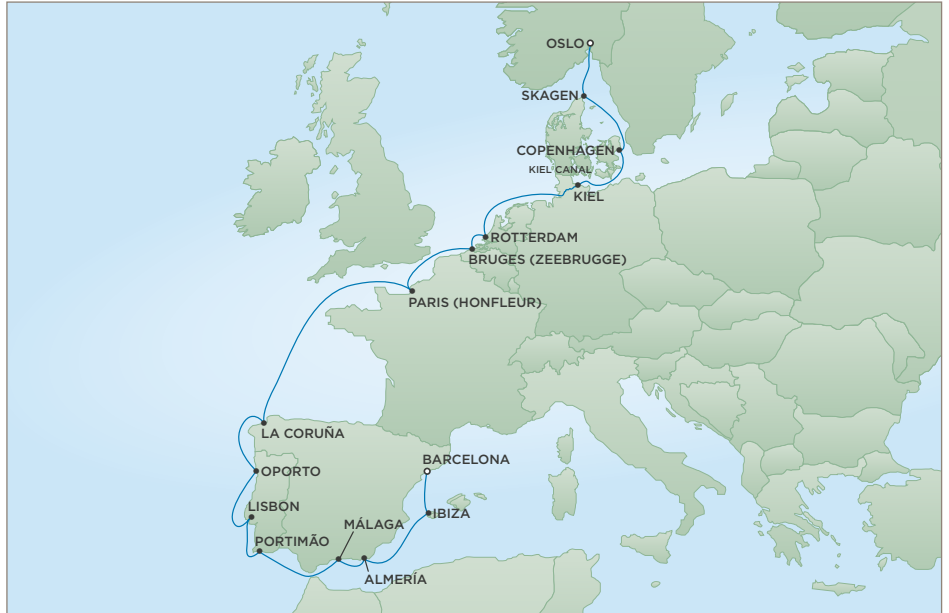 OSLO
SKAGEN
COPENHAGEN
KIEL CANAL
KIEL
ROTTERDAM
BRUGES (ZEEBRUGGE)
PARIS (HONFLEUR)
LA CORUÑA
BARCELONA
OPORTO
LISBON
IBIZA
MÁLAGA
PORTIMÃO
ALMERÍA